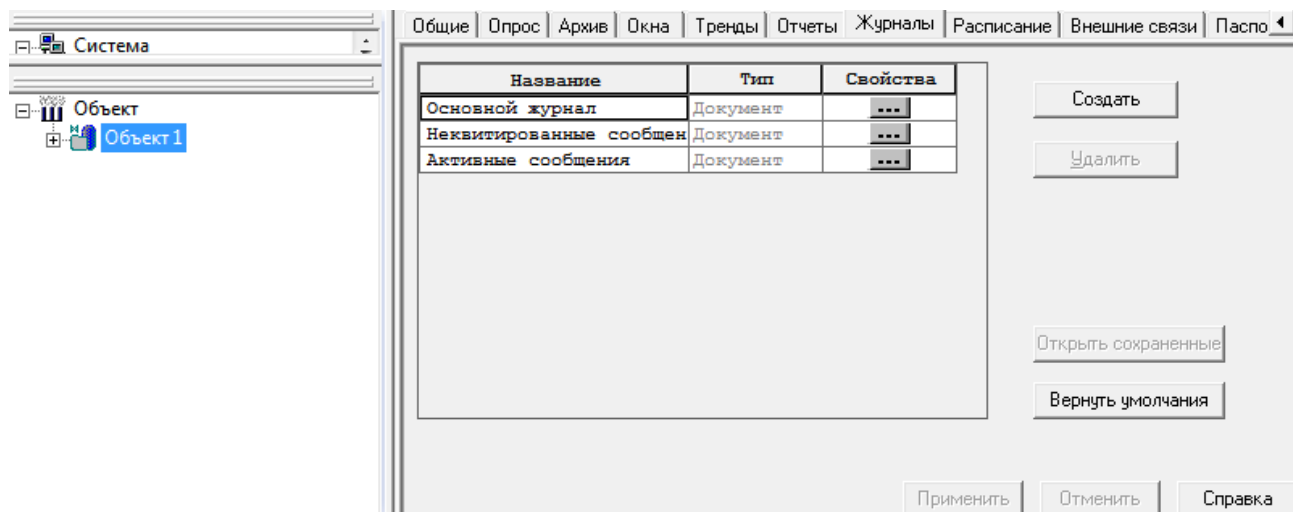 Система
Объект
Объект 1
Общие Опрос Архив Окна Тренды Отчеты Журналы Расписание Внешние связи Паспо
Название Тип Свойства
Основной журнал Документ ...
Неквитированные сообщен Документ ...
Активные сообщения Документ ...
Создать
Удалить
Открыть сохраненные
Вернуть умолчания
Применить Отменить Справка